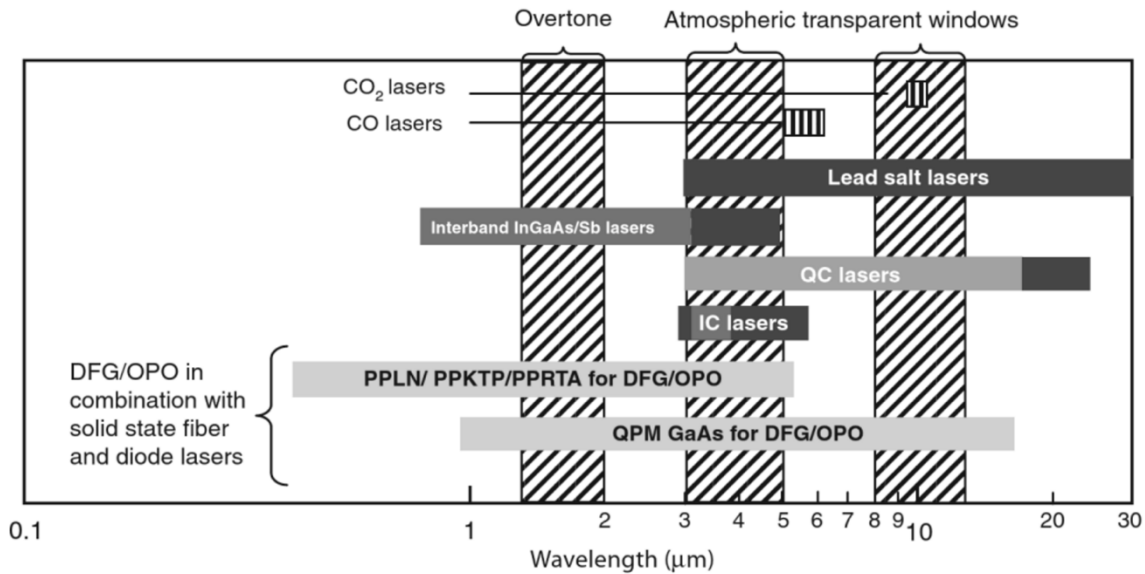 Overtone
Atmospheric transparent windows
CO2 lasers
CO lasers
Lead salt lasers
Interband InGaAs/Sb lasers
QC lasers
IC lasers
DFG/OPO in
combination with
solid state fiber
and diode lasers
PPLN/ PPKTP/PPRTA for DFG/OPO
QPM GaAs for DFG/OPO
0.1 1 2 3 4 5 6 7 8 9 10 20 30
Wavelength (μm)